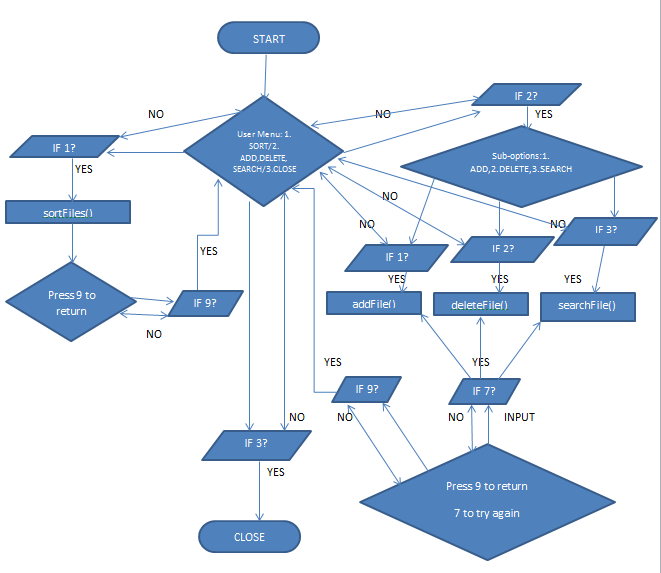 START
IF 2?
NO
NO
YES
User Menu: 1.
SORT/2.
ADD,DELETE,
SEARCH/3.CLOSE
IF 1?
Sub-options:1.
ADD,2.DELETE,3.SEARCH
YES
NO
sortFiles()
NO
NO
IF 3?
YES
IF 1?
IF 2?
YES
YES
YES
Press 9 to
return
IF 9?
addFile()
deleteFile()
searchFile()
NO
YES
YES
IF 9?
IF 7?
NO
NO
NO
INPUT
IF 3?
YES
Press 9 to return
7 to try again
CLOSE